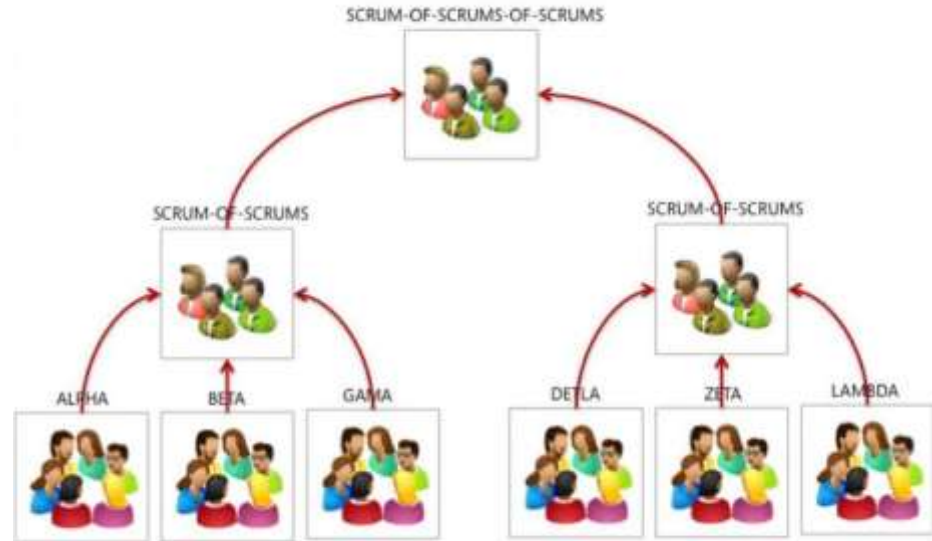 SCRUM-OF-SCRUMS-OF-SCRUMS
SCRUM-OF-SCRUMS
SCRUM-OF-SCRUMS
ALPHA
BETA
GAMA
DETLA
ZETA
LAMBDA